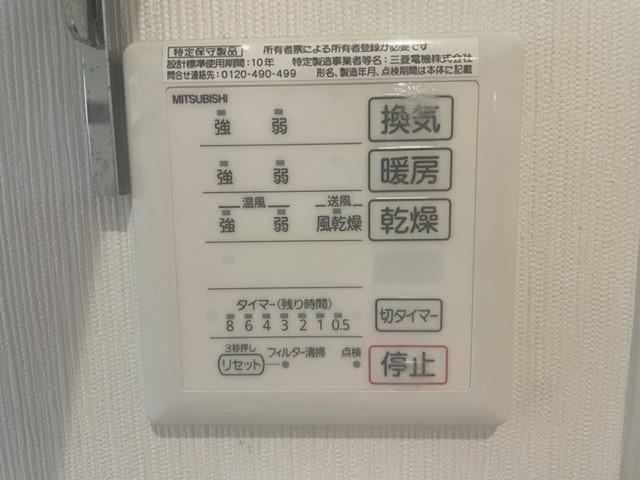 特定保守製品 所有者票による所有者登録が必要です
設計標準使用期間:10年 特定製造事業者等名:三菱電機株式会社
問合せ連絡先:0120-490-499 形名、製造年月、点検期間は本体に記載
MITSUBISHI
強 弱 換気
強 弱 暖房
温風 送風
強 弱 風乾燥 乾燥
タイマー(残り時間)
8 6 4 3 2 1 0.5 切タイマー
3秒押し
リセット フィルター清掃 点検 停止